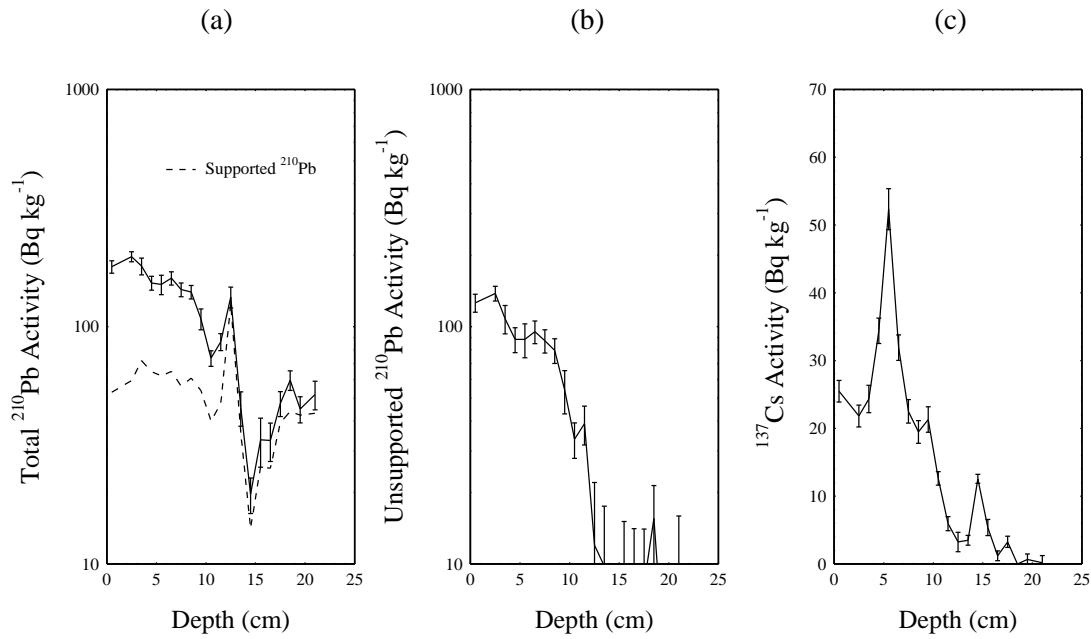 (a)
Total ²¹⁰Pb Activity (Bq kg⁻¹)
1000
100
10
Supported ²¹⁰Pb
0 5 10 15 20 25
Depth (cm)
(b)
Unsupported ²¹⁰Pb Activity (Bq kg⁻¹)
1000
100
10
0 5 10 15 20 25
Depth (cm)
(c)
¹³⁷Cs Activity (Bq kg⁻¹)
70
60
50
40
30
20
10
0
0 5 10 15 20 25
Depth (cm)